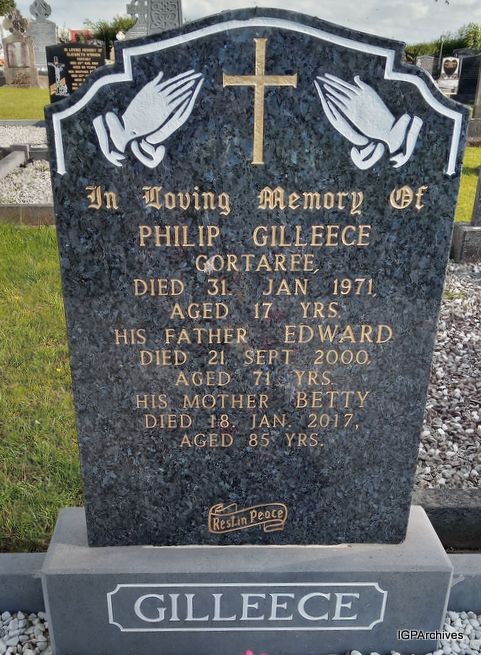 In Loving Memory Of
PHILIP GILLEECE
GORTAREE,
DIED 31. JAN 1971,
AGED 17 YRS.
HIS FATHER EDWARD
DIED 21. SEPT 2000,
AGED 71 YRS.
HIS MOTHER BETTY
DIED 18. JAN. 2017,
AGED 85 YRS.
Rest in Peace
GILLEECE
IGPArchives